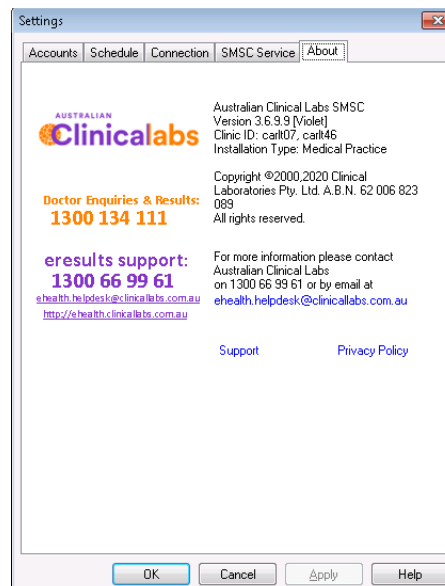 Settings
Accounts Schedule Connection SMSC Service About
AUSTRALIAN
Clinicalabs
Doctor Enquiries & Results:
1300 134 111
eresults support:
1300 66 99 61
ehealth.helpdesk@clinicallabs.com.au
http://ehealth.clinicallabs.com.au
Australian Clinical Labs SMSC
Version 3.6.9.9 [Violet]
Clinic ID: carlt07, carlt46
Installation Type: Medical Practice
Copyright ©2000,2020 Clinical
Laboratories Pty. Ltd. A.B.N. 62 006 823
089
All rights reserved.
For more information please contact
Australian Clinical Labs
on 1300 66 99 61 or by email at
ehealth.helpdesk@clinicallabs.com.au
Support Privacy Policy
OK Cancel Apply Help